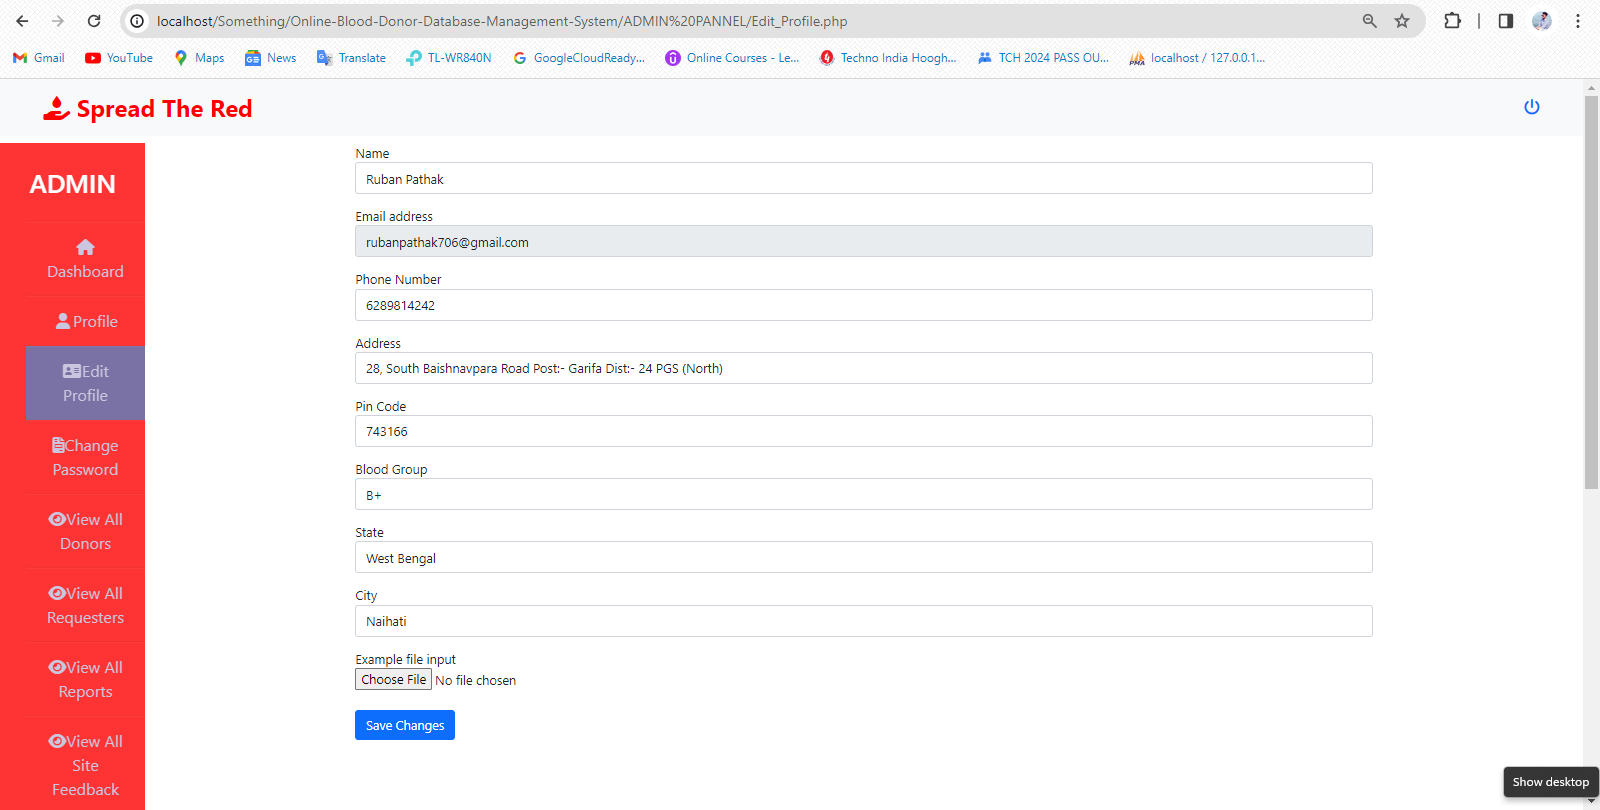 localhost/Something/Online-Blood-Donor-Database-Management-System/ADMIN%20PANNEL/Edit_Profile.php
Gmail YouTube Maps News Translate TL-WR840N GoogleCloudReady... Online Courses - Le... Techno India Hoogh... TCH 2024 PASS OU... PMA localhost / 127.0.0.1...
Spread The Red
ADMIN
Dashboard
Profile
Edit
Profile
Change
Password
View All
Donors
View All
Requesters
View All
Reports
View All
Site
Feedback
Name
Ruban Pathak
Email address
rubanpathak706@gmail.com
Phone Number
6289814242
Address
28, South Baishnavpara Road Post:- Garifa Dist:- 24 PGS (North)
Pin Code
743166
Blood Group
B+
State
West Bengal
City
Naihati
Example file input
Choose File No file chosen
Save Changes
Show desktop